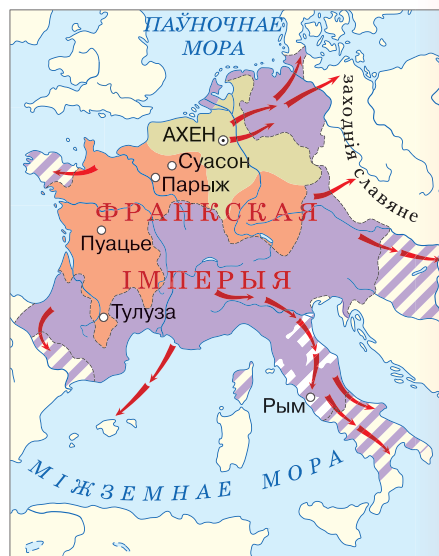 ПАЎНОЧНАЕ
МОРА
заходнія славяне
АХЕН
Суасон
Парыж
ФРАНКСКАЯ
Пуацье
ІМПЕРЫЯ
Тулуза
Рым
МІЖЗЕМНАЕ МОРА